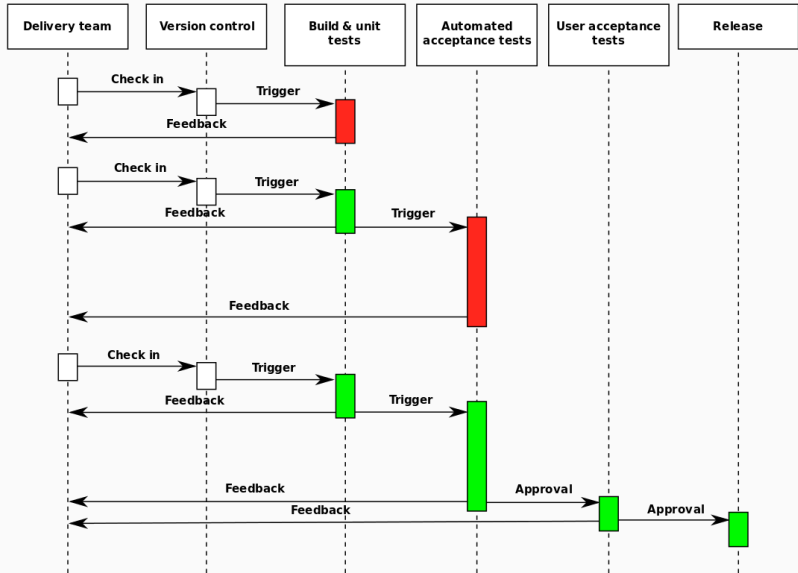 Delivery team
Version control
Build & unit
tests
Automated
acceptance tests
User acceptance
tests
Release
Check in
Trigger
Feedback
Check in
Trigger
Feedback
Trigger
Feedback
Check in
Trigger
Feedback
Trigger
Feedback
Approval
Feedback
Approval